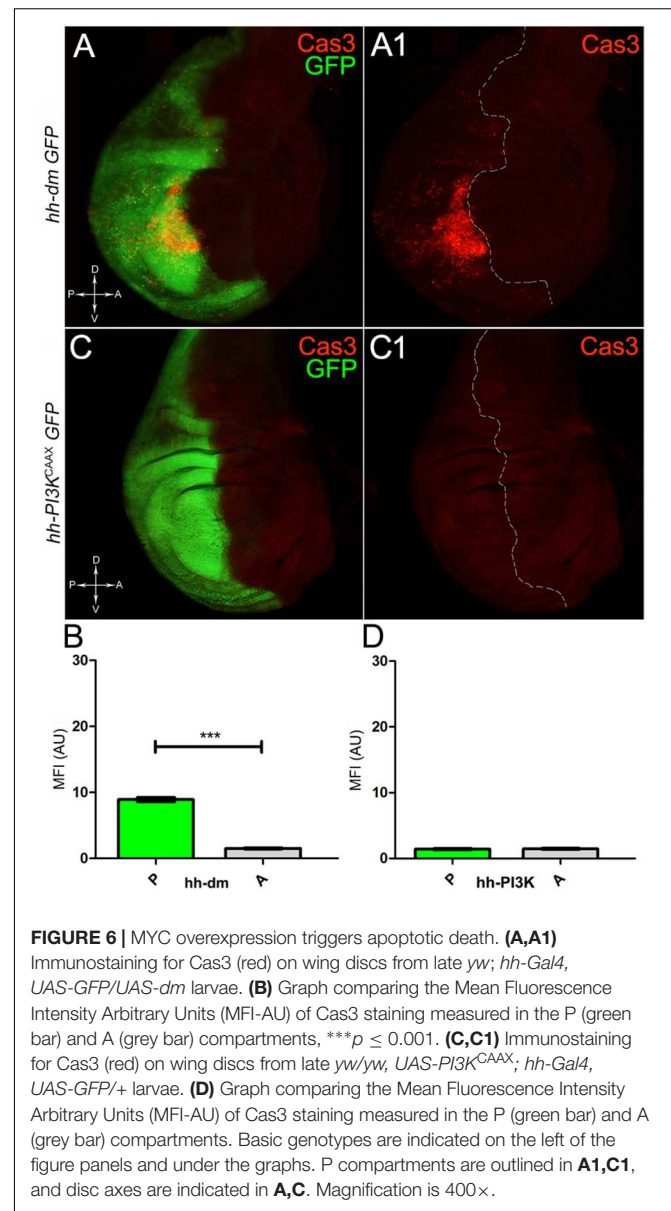 A
Cas3
GFP
A1
Cas3
hh-dm GFP
D
P
A
V
C
Cas3
GFP
C1
Cas3
hh-PI3K^CAAX GFP
D
P
A
V
B
30
20
10
0
MFI (AU)
***
P
hh-dm
A
D
30
20
10
0
MFI (AU)
P
hh-PI3K
A
FIGURE 6 | MYC overexpression triggers apoptotic death. (A,A1)
Immunostaining for Cas3 (red) on wing discs from late yw; hh-Gal4,
UAS-GFP/UAS-dm larvae. (B) Graph comparing the Mean Fluorescence
Intensity Arbitrary Units (MFI-AU) of Cas3 staining measured in the P (green
bar) and A (grey bar) compartments, ***p ≤ 0.001. (C,C1) Immunostaining
for Cas3 (red) on wing discs from late yw/yw, UAS-PI3K^CAAX; hh-Gal4,
UAS-GFP/+ larvae. (D) Graph comparing the Mean Fluorescence Intensity
Arbitrary Units (MFI-AU) of Cas3 staining measured in the P (green bar) and A
(grey bar) compartments. Basic genotypes are indicated on the left of the
figure panels and under the graphs. P compartments are outlined in A1,C1,
and disc axes are indicated in A,C. Magnification is 400×.